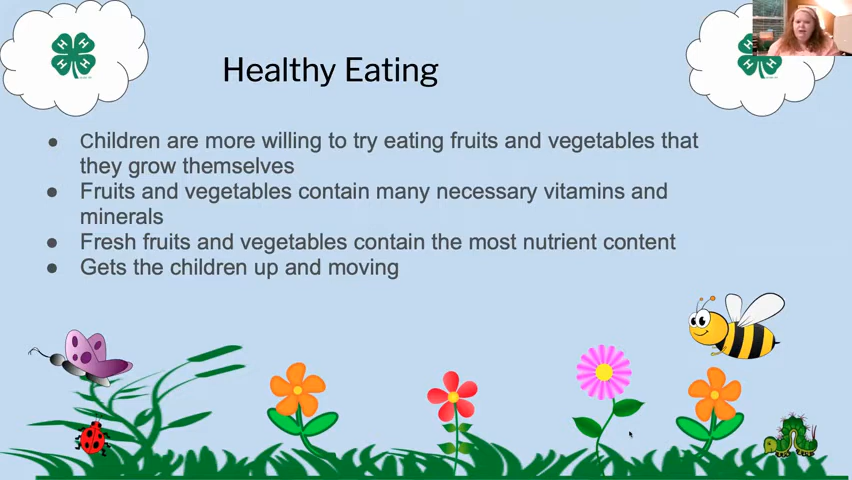 H H
H H
H H
H H
Healthy Eating
● Children are more willing to try eating fruits and vegetables that
they grow themselves
● Fruits and vegetables contain many necessary vitamins and
minerals
● Fresh fruits and vegetables contain the most nutrient content
● Gets the children up and moving